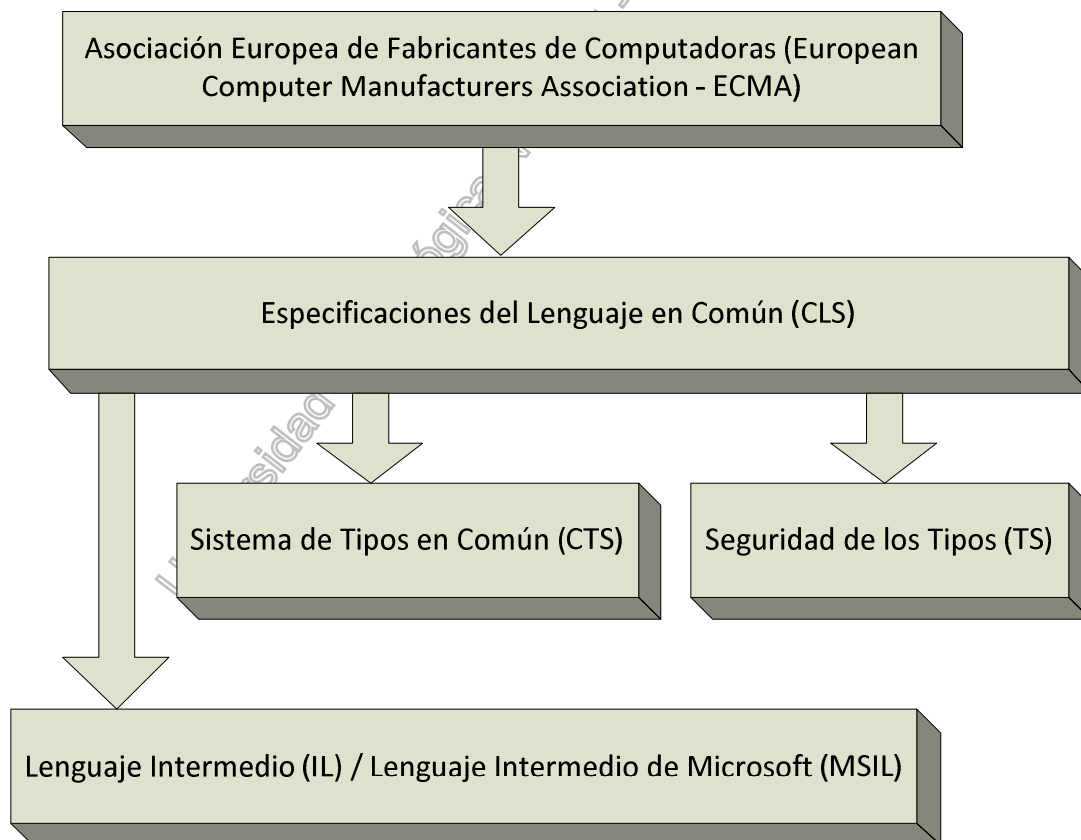 Asociación Europea de Fabricantes de Computadoras (European
Computer Manufacturers Association - ECMA)
Especificaciones del Lenguaje en Común (CLS)
Sistema de Tipos en Común (CTS)
Seguridad de los Tipos (TS)
Lenguaje Intermedio (IL) / Lenguaje Intermedio de Microsoft (MSIL)